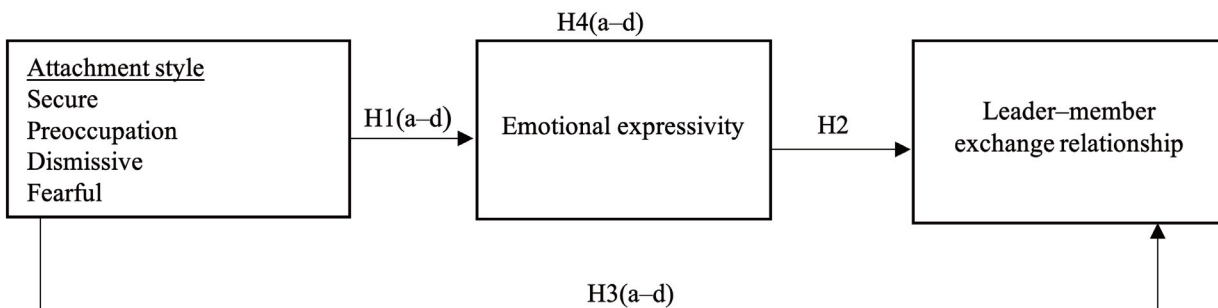 H4(a–d)
Attachment style
Secure
Preoccupation
Dismissive
Fearful
H1(a–d)
Emotional expressivity
H2
Leader–member
exchange relationship
H3(a–d)